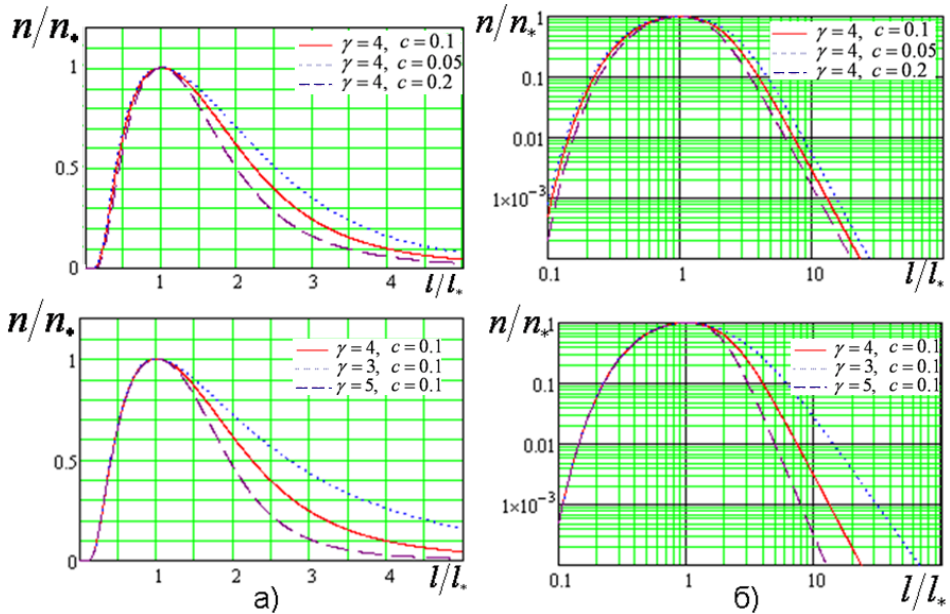 n/n*
γ = 4, c = 0.1
γ = 4, c = 0.05
γ = 4, c = 0.2
1
0.5
0
1 2 3 4 l/l*
n/n*
γ = 4, c = 0.1
γ = 4, c = 0.05
γ = 4, c = 0.2
1
0.1
0.01
1×10⁻³
0.1 1 10 l/l*
n/n*
γ = 4, c = 0.1
γ = 3, c = 0.1
γ = 5, c = 0.1
1
0.5
0
1 2 3 4 l/l*
а)
n/n*
γ = 4, c = 0.1
γ = 3, c = 0.1
γ = 5, c = 0.1
1
0.1
0.01
1×10⁻³
0.1 1 10 l/l*
б)